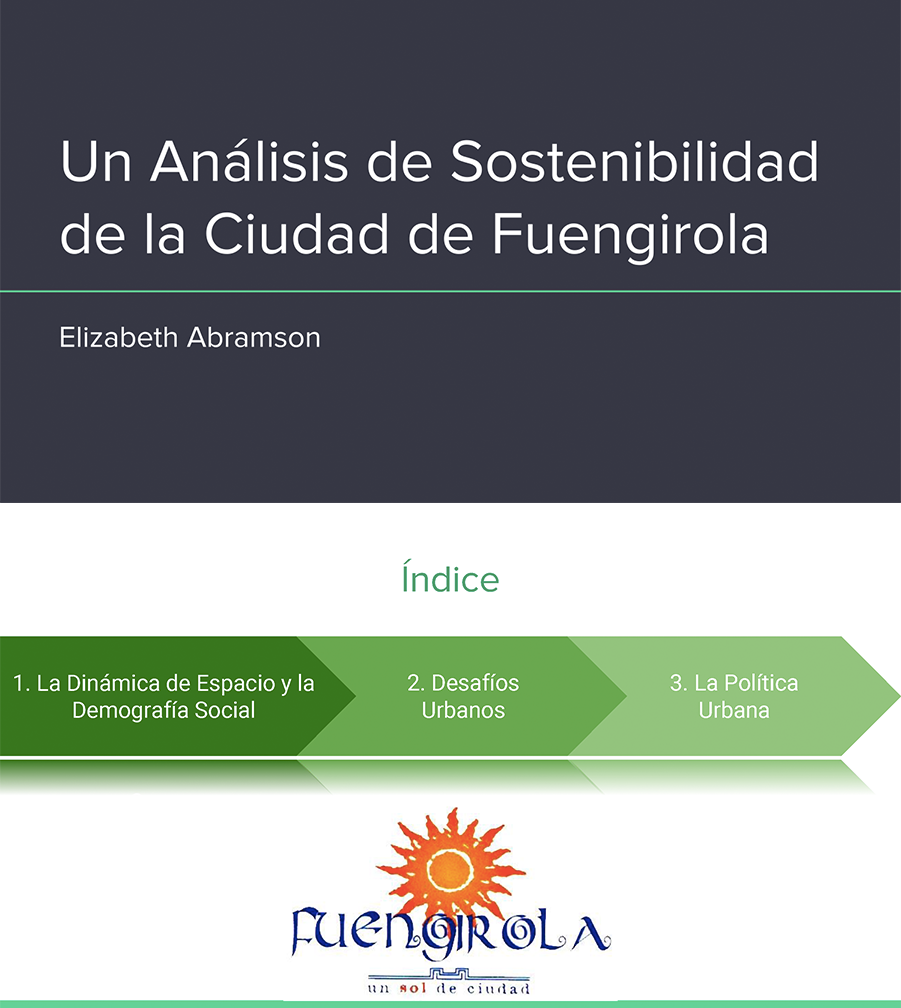 Un Análisis de Sostenibilidad
de la Ciudad de Fuengirola
Elizabeth Abramson
Índice
1. La Dinámica de Espacio y la
Demografía Social
2. Desafíos
Urbanos
3. La Política
Urbana
FUENGIROLA
un sol de ciudad